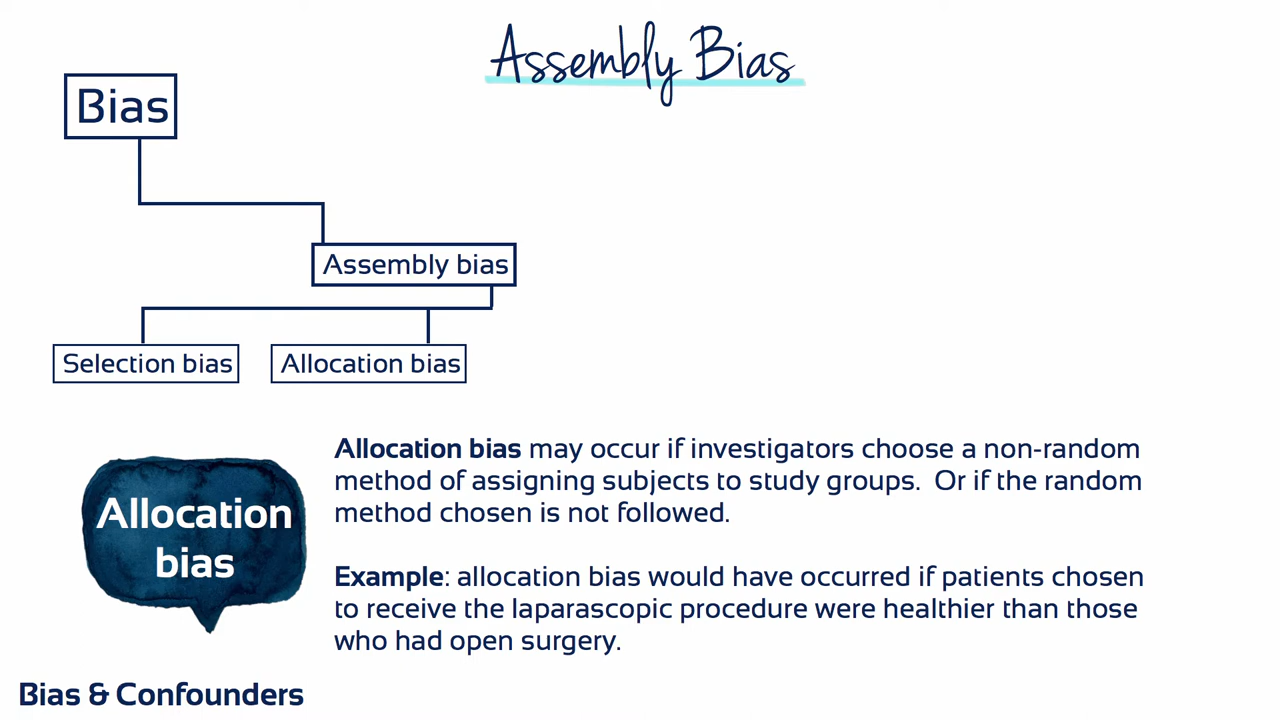 Assembly Bias
Bias
Assembly bias
Selection bias
Allocation bias
Allocation
bias
Allocation bias may occur if investigators choose a non-random
method of assigning subjects to study groups.  Or if the random
method chosen is not followed.
Example: allocation bias would have occurred if patients chosen
to receive the laparascopic procedure were healthier than those
who had open surgery.
Bias & Confounders